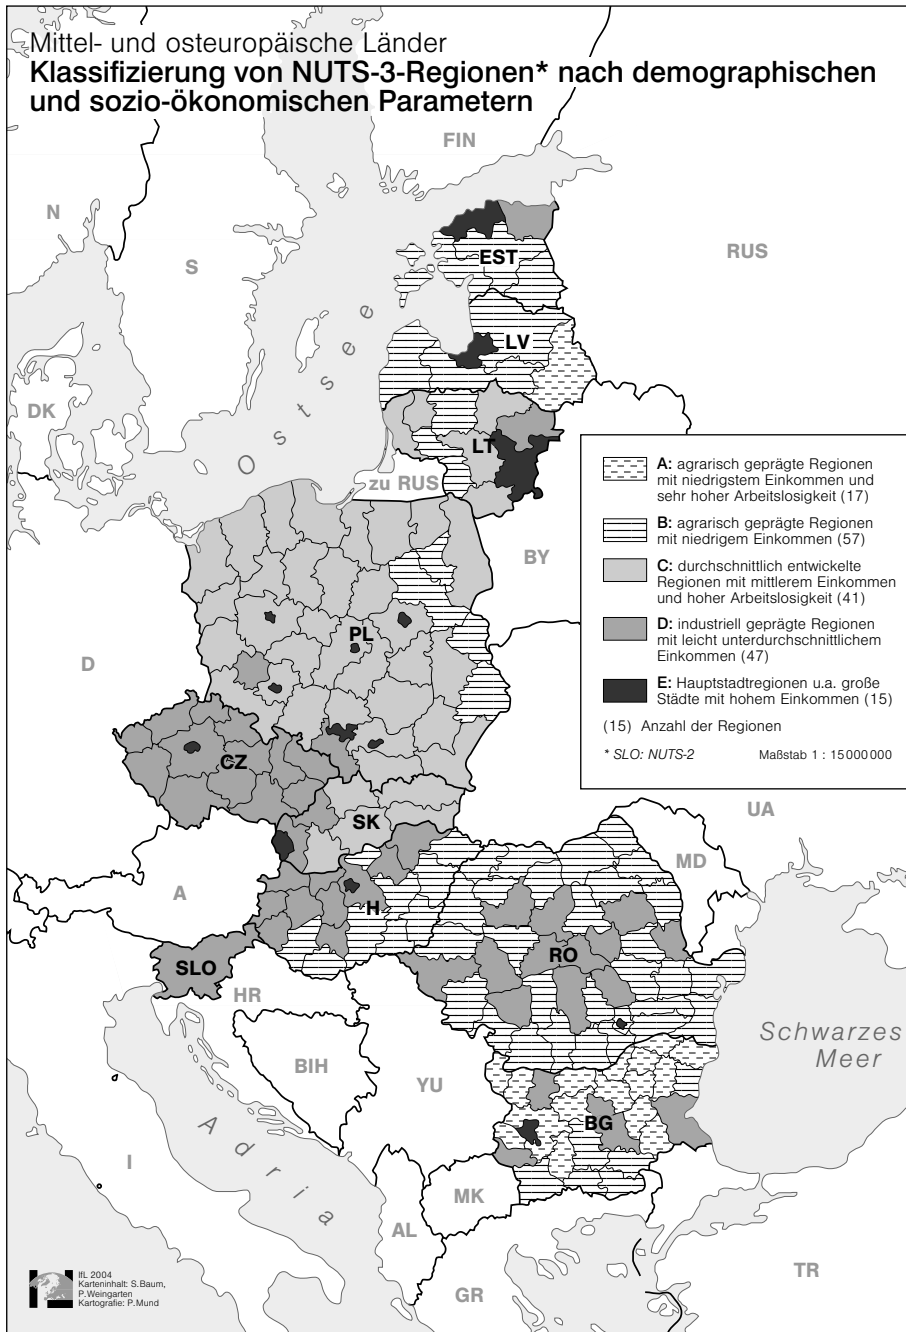 Mittel- und osteuropäische Länder
Klassifizierung von NUTS-3-Regionen* nach demographischen
und sozio-ökonomischen Parametern
FIN
N
S
RUS
EST
LV
Ostsee
DK
LT
zu RUS
BY
A: agrarisch geprägte Regionen
mit niedrigstem Einkommen und
sehr hoher Arbeitslosigkeit (17)
B: agrarisch geprägte Regionen
mit niedrigem Einkommen (57)
C: durchschnittlich entwickelte
Regionen mit mittlerem Einkommen
und hoher Arbeitslosigkeit (41)
D: industriell geprägte Regionen
mit leicht unterdurchschnittlichem
Einkommen (47)
E: Hauptstadtregionen u.a. große
Städte mit hohem Einkommen (15)
(15) Anzahl der Regionen
* SLO: NUTS-2 Maßstab 1 : 15000000
PL
D
CZ
SK
UA
MD
A
H
SLO
RO
HR
BIH
YU
Schwarzes
Meer
BG
Adria
I
MK
AL
GR
TR
IfL 2004
Karteninhalt: S.Baum,
P.Weingarten
Kartografie: P.Mund